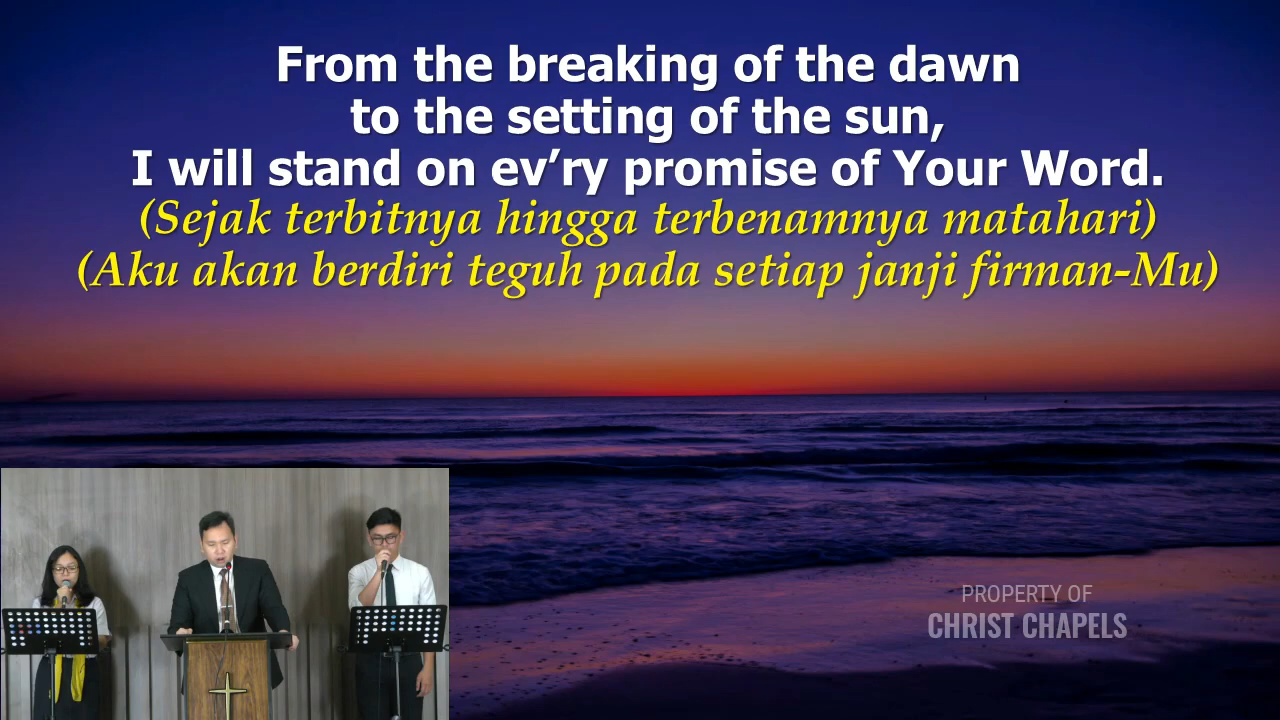 From the breaking of the dawn
to the setting of the sun,
I will stand on ev’ry promise of Your Word.
(Sejak terbitnya hingga terbenamnya matahari)
(Aku akan berdiri teguh pada setiap janji firman-Mu)
PROPERTY OF
CHRIST CHAPELS